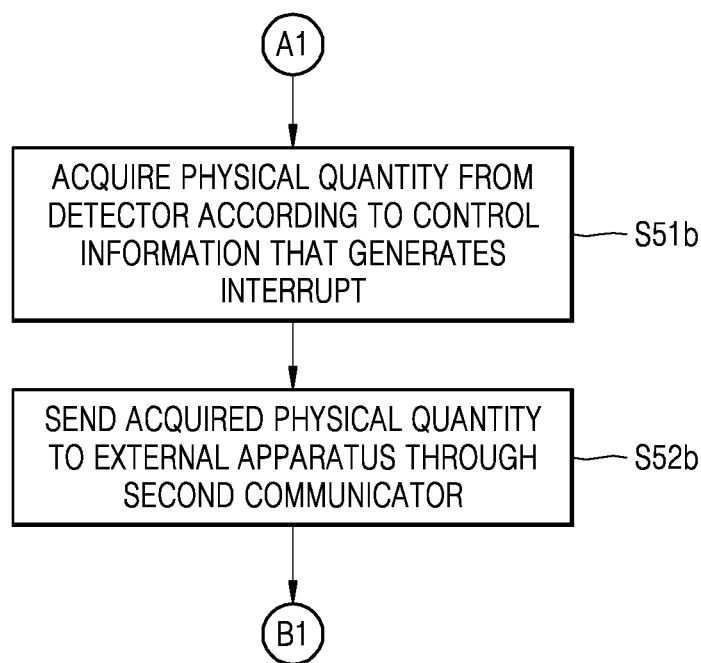 A1
ACQUIRE PHYSICAL QUANTITY FROM
DETECTOR ACCORDING TO CONTROL
INFORMATION THAT GENERATES
INTERRUPT
S51b
SEND ACQUIRED PHYSICAL QUANTITY
TO EXTERNAL APPARATUS THROUGH
SECOND COMMUNICATOR
S52b
B1